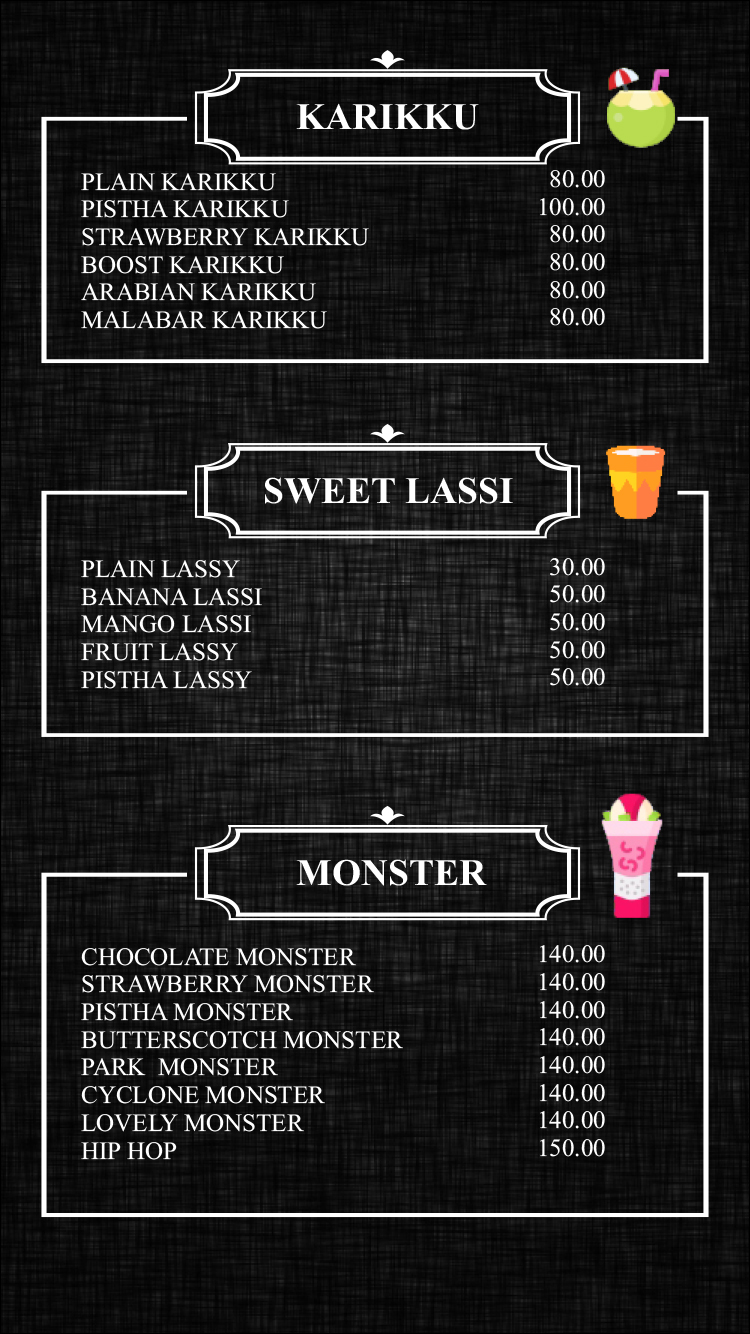 KARIKKU
PLAIN KARIKKU 80.00
PISTHA KARIKKU 100.00
STRAWBERRY KARIKKU 80.00
BOOST KARIKKU 80.00
ARABIAN KARIKKU 80.00
MALABAR KARIKKU 80.00
SWEET LASSI
PLAIN LASSY 30.00
BANANA LASSI 50.00
MANGO LASSI 50.00
FRUIT LASSY 50.00
PISTHA LASSY 50.00
MONSTER
CHOCOLATE MONSTER 140.00
STRAWBERRY MONSTER 140.00
PISTHA MONSTER 140.00
BUTTERSCOTCH MONSTER 140.00
PARK MONSTER 140.00
CYCLONE MONSTER 140.00
LOVELY MONSTER 140.00
HIP HOP 150.00